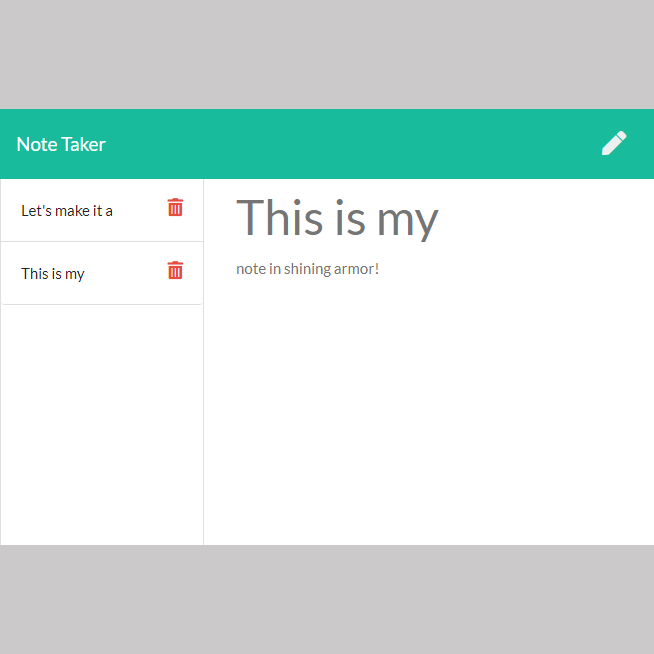 Note Taker
Let's make it a
This is my
This is my
note in shining armor!